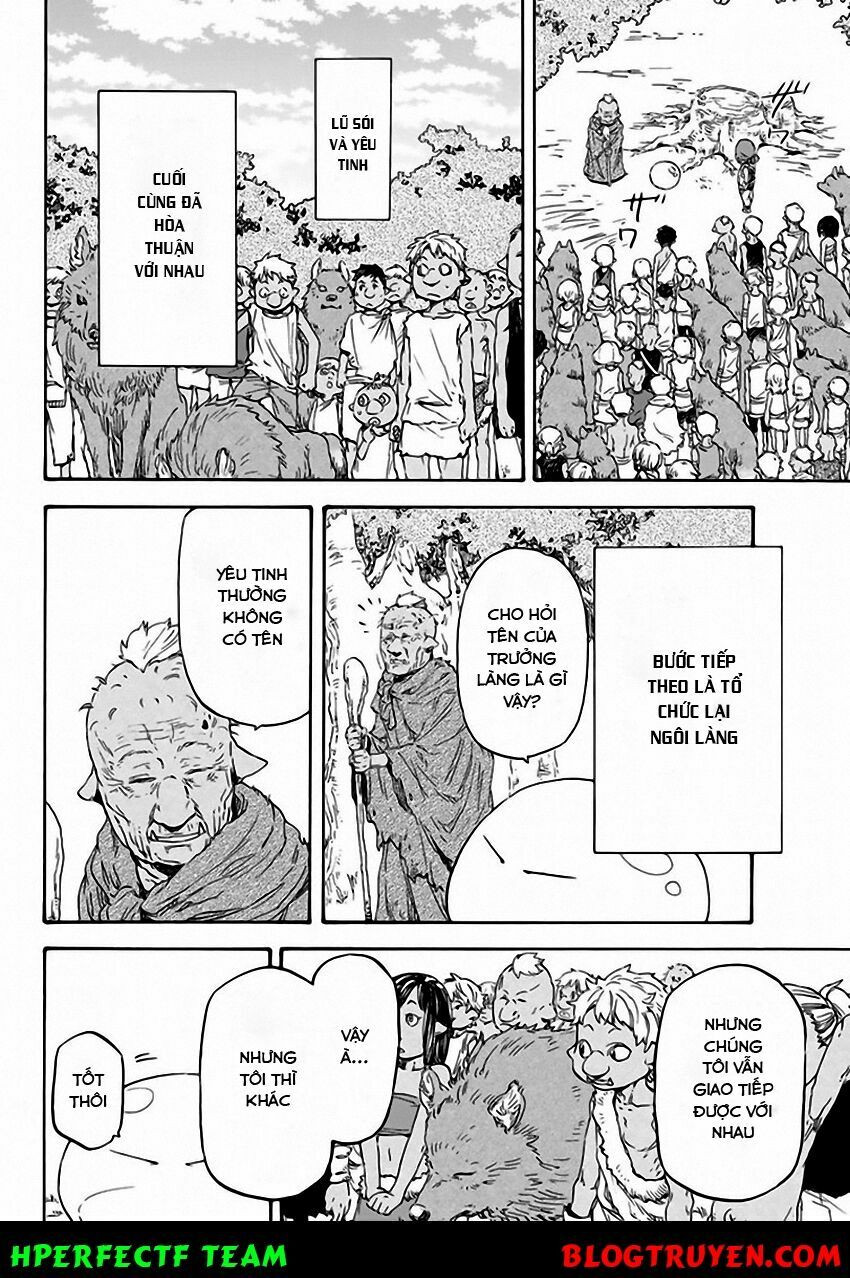 LŨ SÓI
VÀ YÊU
TINH
CUỐI
CÙNG ĐÃ
HÒA
THUẬN
VỚI NHAU
BƯỚC TIẾP
THEO LÀ TỔ
CHỨC LẠI
NGÔI LÀNG
CHO HỎI
TÊN CỦA
TRƯỞNG
LÀNG LÀ GÌ
VẬY?
YÊU TINH
THƯỜNG
KHÔNG
CÓ TÊN
NHƯNG
CHÚNG
TÔI VẪN
GIAO TIẾP
ĐƯỢC VỚI
NHAU
VẬY
À...
NHƯNG
TÔI THÌ
KHÁC
TỐT
THÔI
HPERFECTF TEAM
BLOGTRUYEN.COM